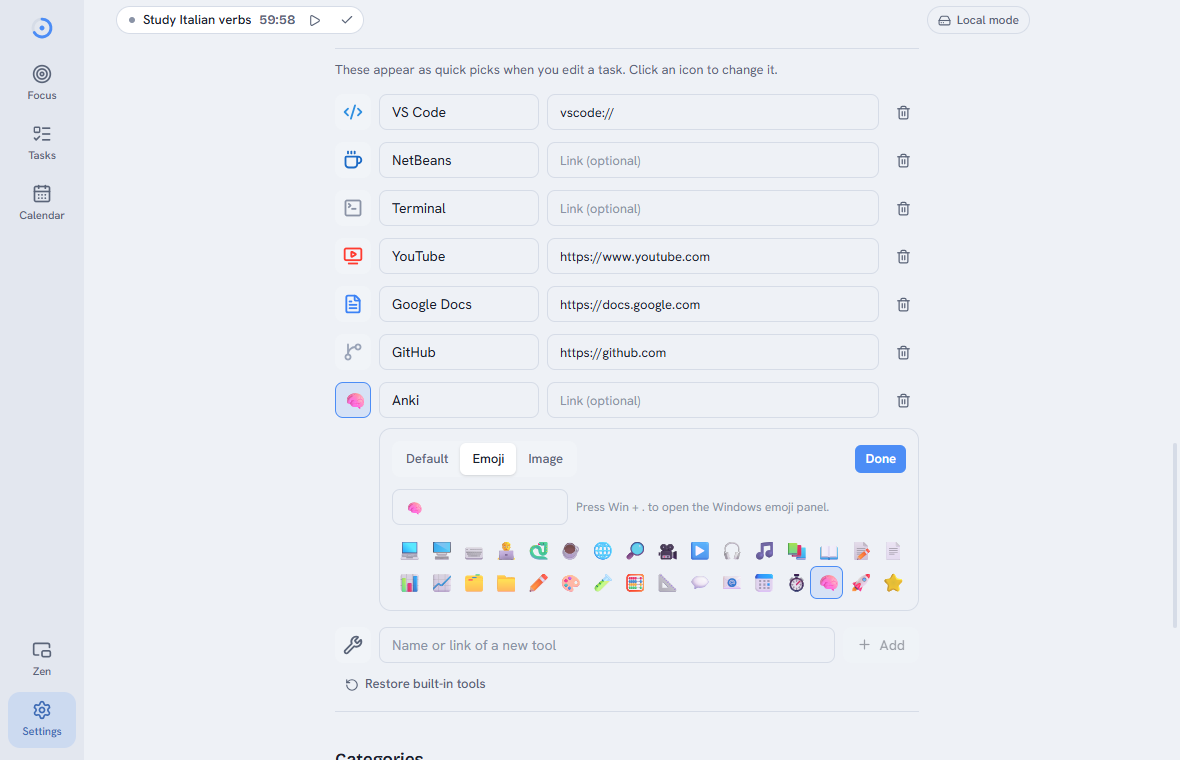 Study Italian verbs 59:58
Local mode
Focus
Tasks
Calendar
Zen
Settings
These appear as quick picks when you edit a task. Click an icon to change it.
VS Code vscode://
NetBeans Link (optional)
Terminal Link (optional)
YouTube https://www.youtube.com
Google Docs https://docs.google.com
GitHub https://github.com
Anki Link (optional)
Default Emoji Image Done
Press Win + . to open the Windows emoji panel.
Name or link of a new tool + Add
Restore built-in tools
Categories